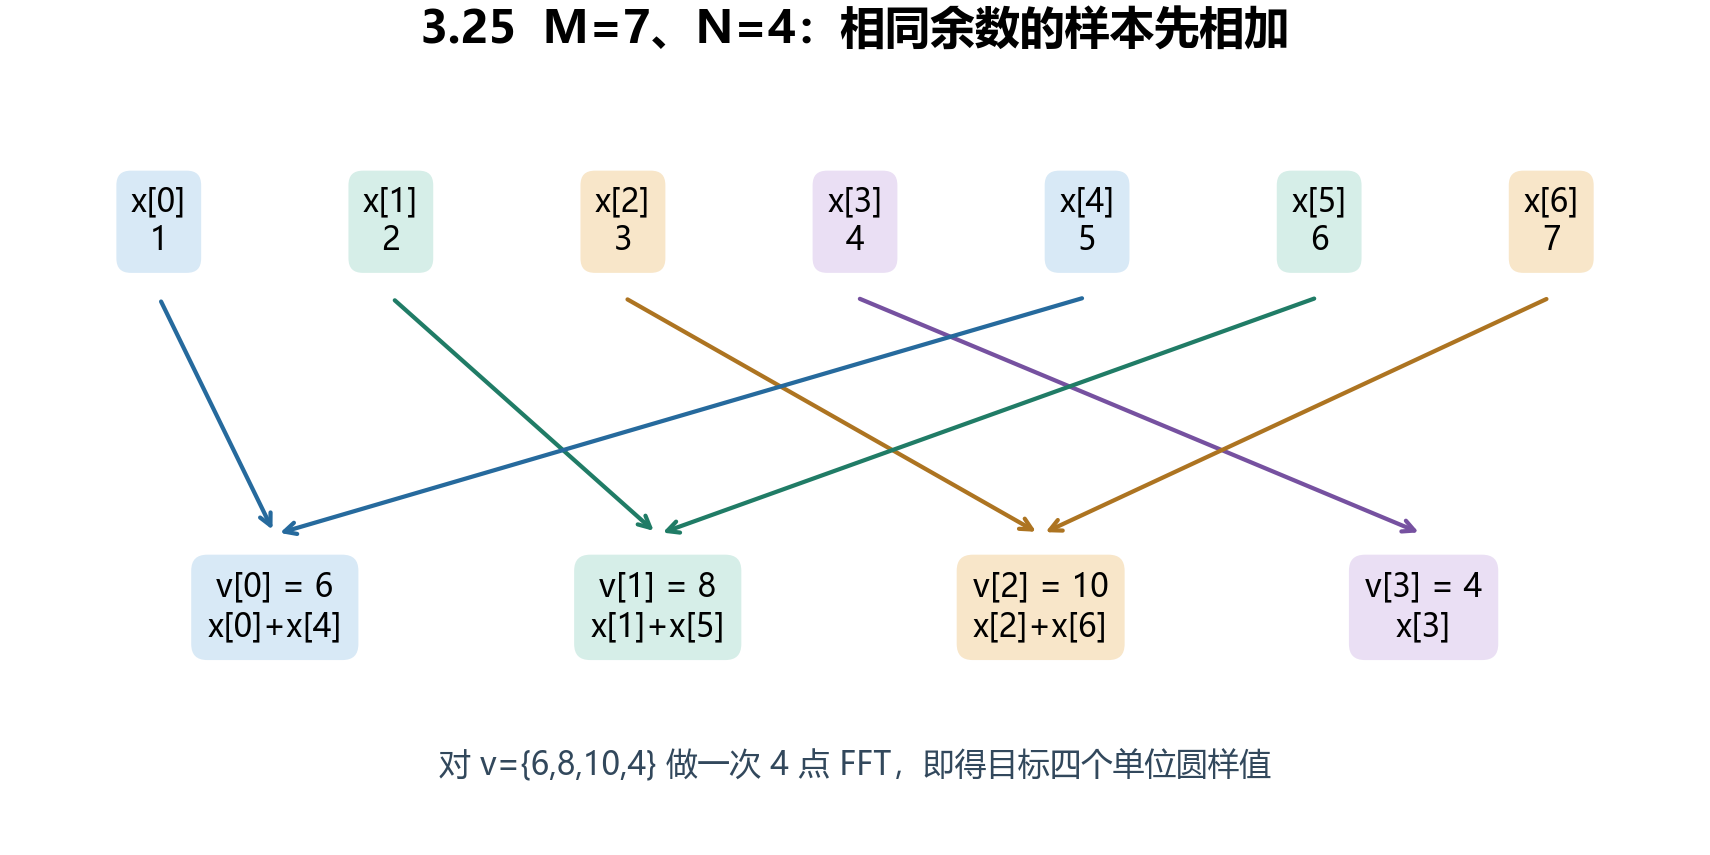 3.25 M=7、N=4：相同余数的样本先相加
x[0]
1
x[1]
2
x[2]
3
x[3]
4
x[4]
5
x[5]
6
x[6]
7
v[0] = 6
x[0]+x[4]
v[1] = 8
x[1]+x[5]
v[2] = 10
x[2]+x[6]
v[3] = 4
x[3]
对 v={6,8,10,4} 做一次 4 点 FFT，即得目标四个单位圆样值